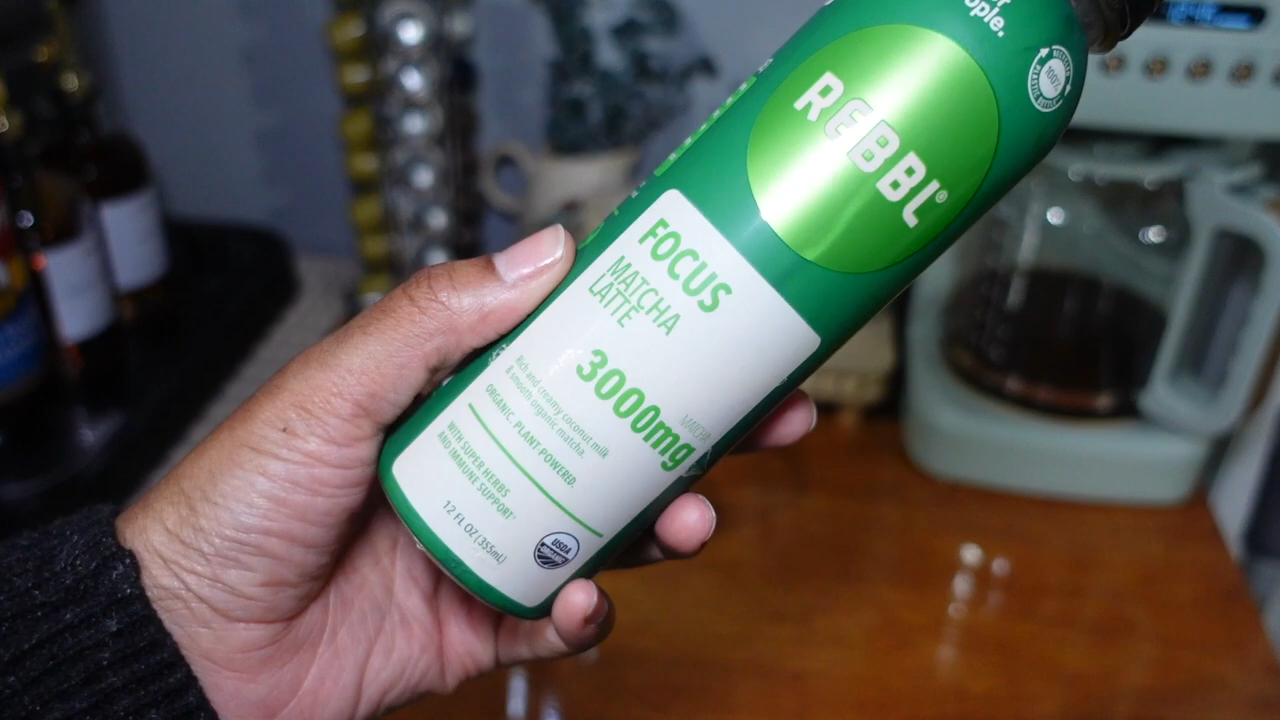 ople.
100%
REBBL®
FOCUS
MATCHA
LATTE
3000mg
MATCHA
Rich and creamy coconut milk
& smooth organic matcha.
ORGANIC. PLANT-POWERED.
WITH SUPER HERBS
AND IMMUNE SUPPORT*
12 FL OZ (355mL)
USDA
ORGANIC